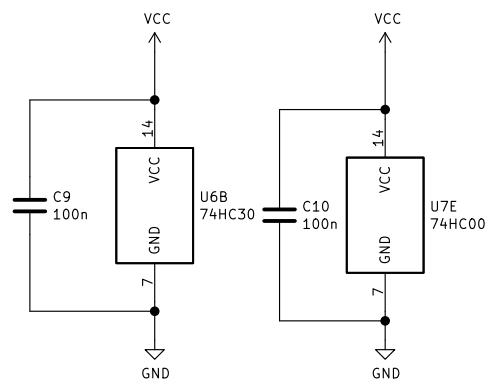 VCC
14
VCC
C9
100n
U6B
74HC30
GND
7
GND
VCC
14
VCC
C10
100n
U7E
74HC00
GND
7
GND